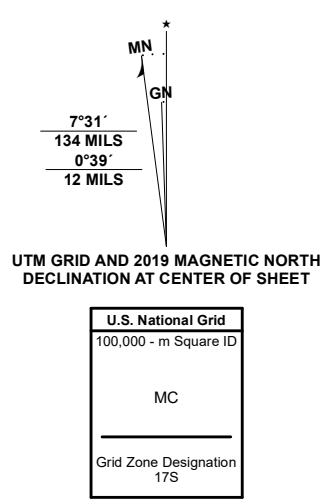 ★
MN
GN
7°31´
134 MILS
0°39´
12 MILS
UTM GRID AND 2019 MAGNETIC NORTH
DECLINATION AT CENTER OF SHEET
U.S. National Grid
100,000 - m Square ID
MC
Grid Zone Designation
17S